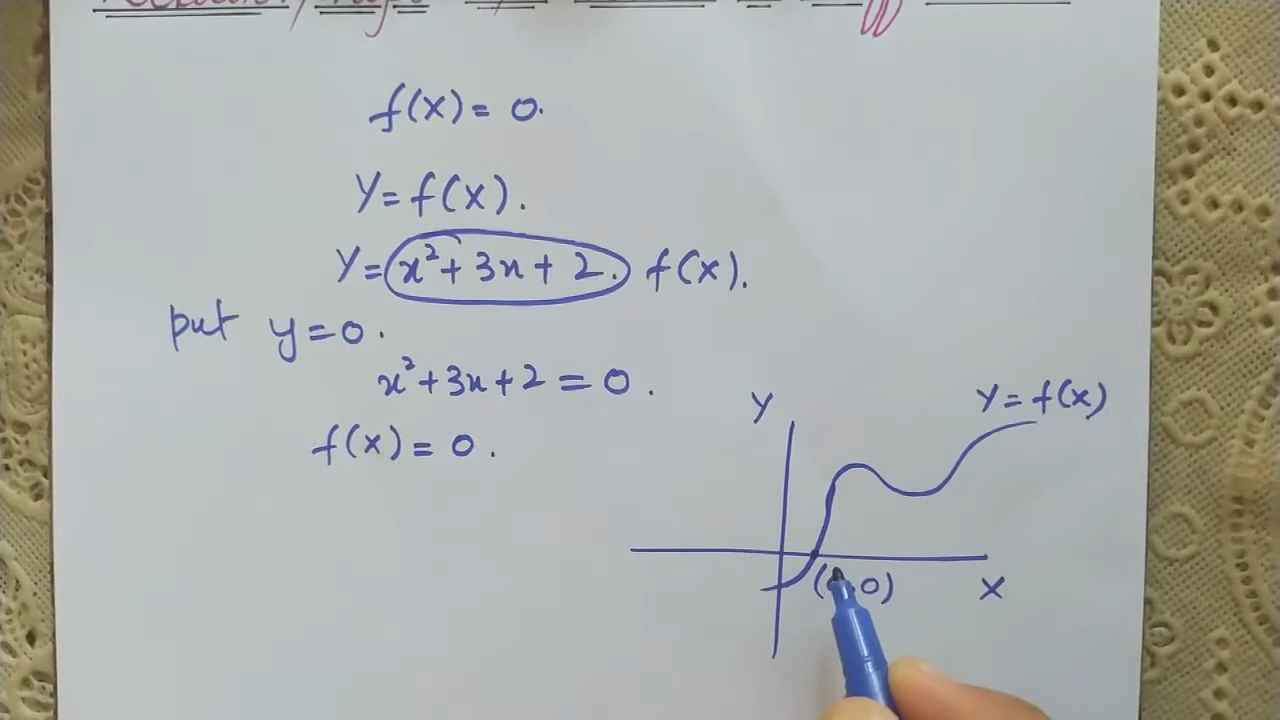 f(x) = 0.
Y = f(x).
Y = x² + 3x + 2. f(x).
put y = 0.
x² + 3x + 2 = 0.
f(x) = 0.
Y
Y = f(x)
X